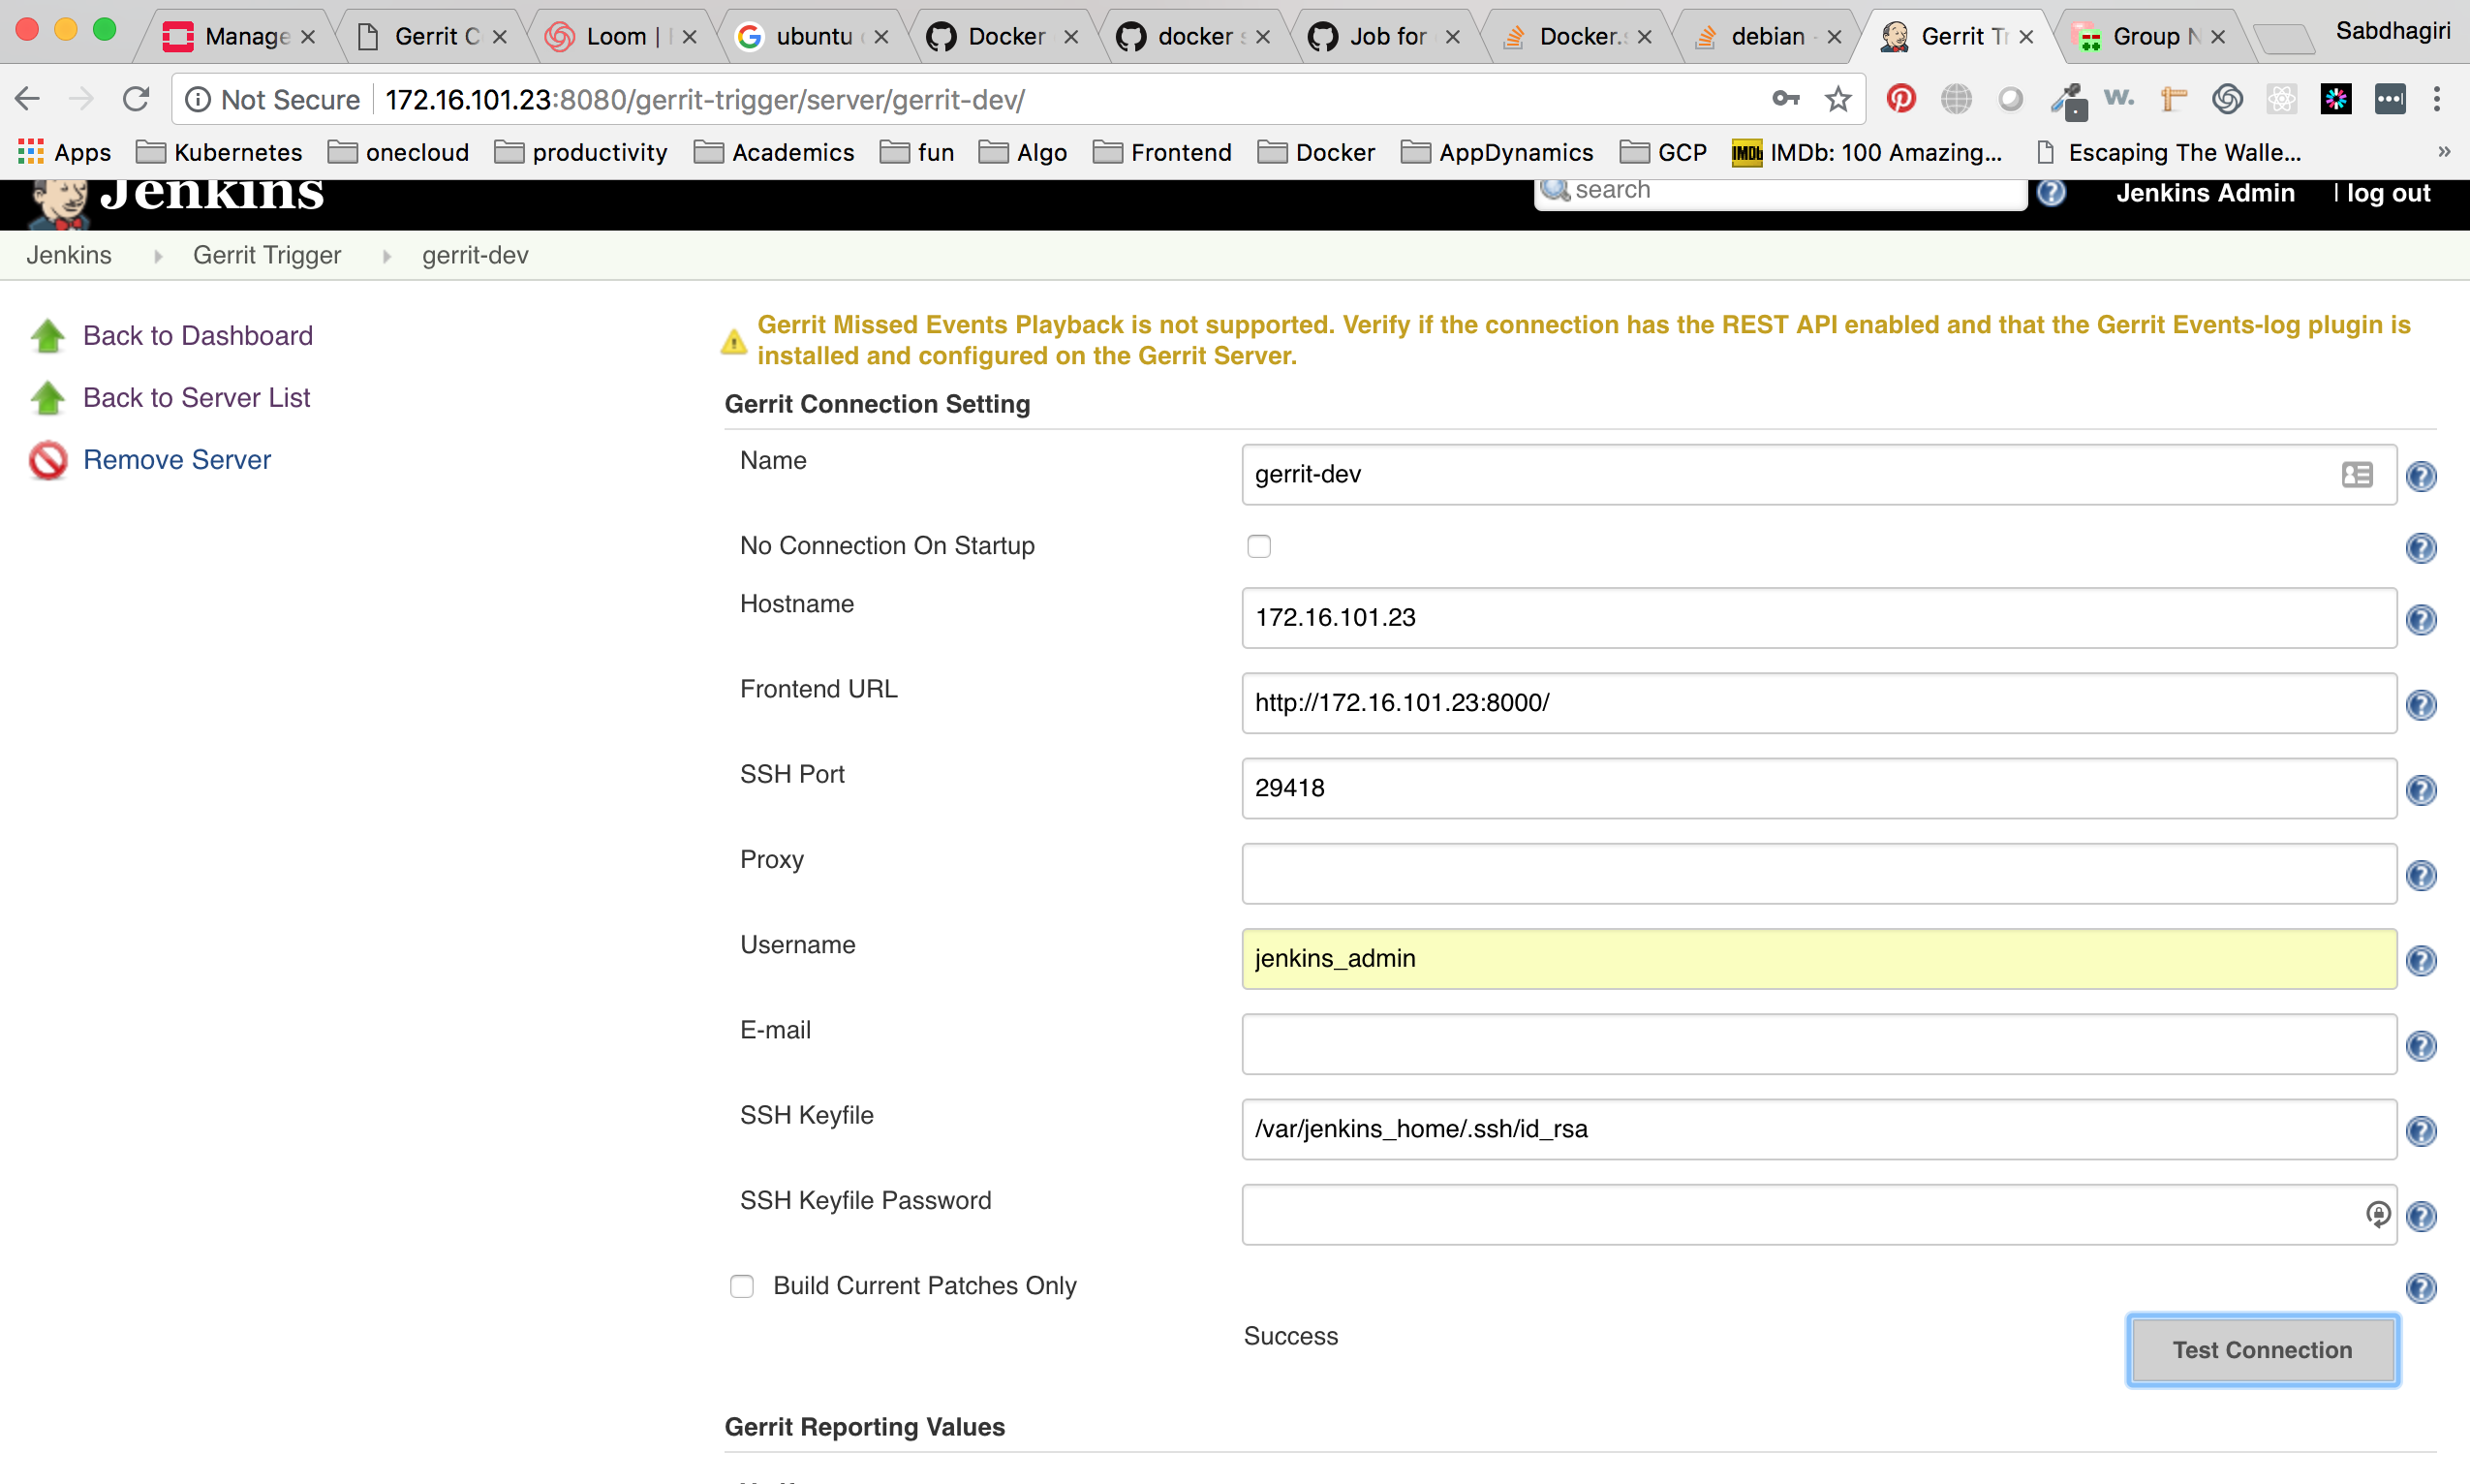 Manage
Gerrit C
Loom |
ubuntu
Docker
docker s
Job for
Docker.
debian
Gerrit Tr
Group N
Sabdhagiri
Not Secure
172.16.101.23:8080/gerrit-trigger/server/gerrit-dev/
W.
Apps
Kubernetes
onecloud
productivity
Academics
fun
Algo
Frontend
Docker
AppDynamics
GCP
IMDb
IMDb: 100 Amazing...
Escaping The Walle...
»
Jenkins
search
Jenkins Admin
| log out
Jenkins
Gerrit Trigger
gerrit-dev
Back to Dashboard
Back to Server List
Remove Server
Gerrit Missed Events Playback is not supported. Verify if the connection has the REST API enabled and that the Gerrit Events-log plugin is
installed and configured on the Gerrit Server.
Gerrit Connection Setting
Name
gerrit-dev
No Connection On Startup
Hostname
172.16.101.23
Frontend URL
http://172.16.101.23:8000/
SSH Port
29418
Proxy
Username
jenkins_admin
E-mail
SSH Keyfile
/var/jenkins_home/.ssh/id_rsa
SSH Keyfile Password
Build Current Patches Only
Success
Test Connection
Gerrit Reporting Values